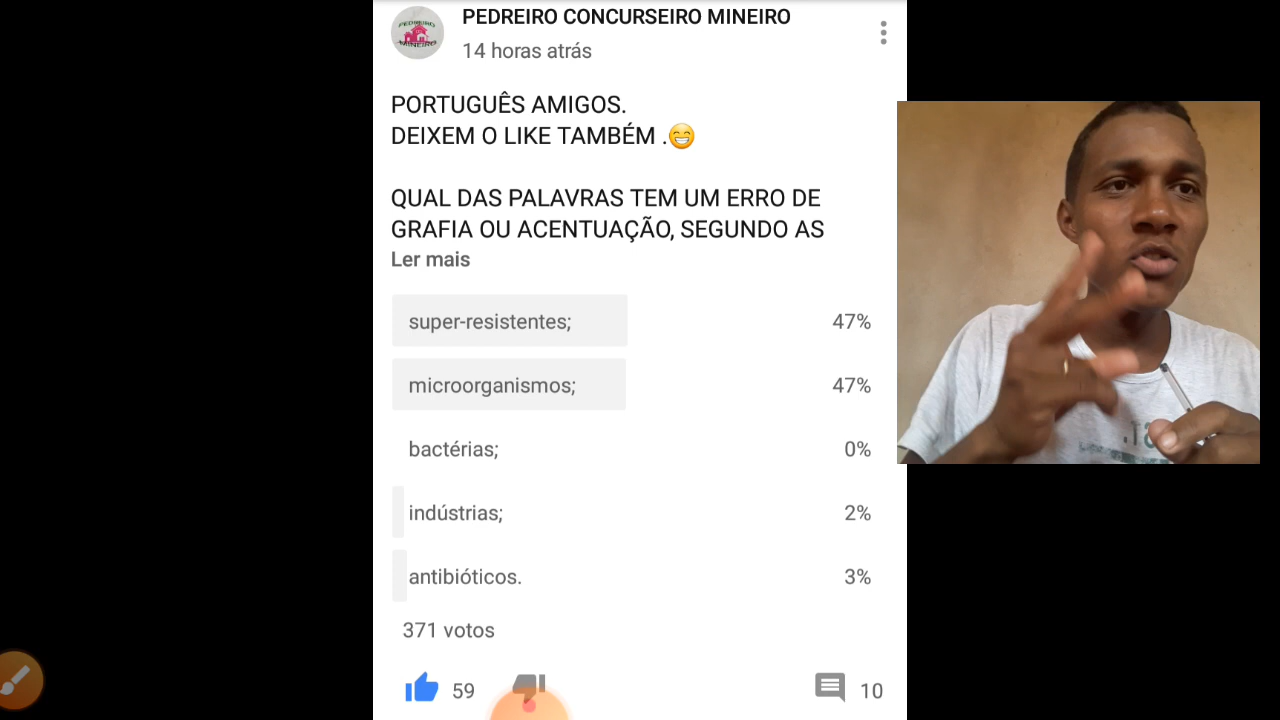 PEDREIRO CONCURSEIRO MINEIRO
14 horas atrás
PORTUGUÊS AMIGOS.
DEIXEM O LIKE TAMBÉM .😁
QUAL DAS PALAVRAS TEM UM ERRO DE
GRAFIA OU ACENTUAÇÃO, SEGUNDO AS
Ler mais
super-resistentes; 47%
microorganismos; 47%
bactérias; 0%
indústrias; 2%
antibióticos. 3%
371 votos
59 10
PEDREIRO
MINEIRO